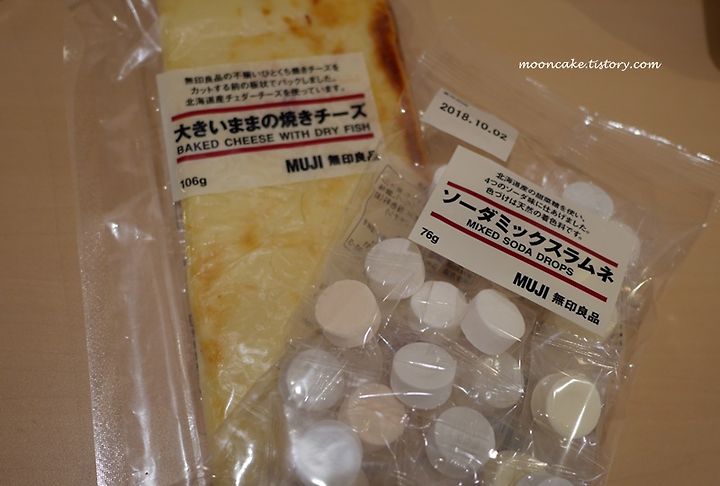 mooncake.tistory.com
無印良品の不揃いひとくち焼きチーズを
カットする前の板状でパックしました。
北海道産チェダーチーズを使っています。
大きいままの焼きチーズ
BAKED CHEESE WITH DRY FISH
MUJI 無印良品
106g
2018.10.02
北海道産の甜菜糖を使い、
4つのソーダ味に仕あげました。
色づけは天然の着色料です。
ソーダミックスラムネ
MIXED SODA DROPS
76g
MUJI 無印良品